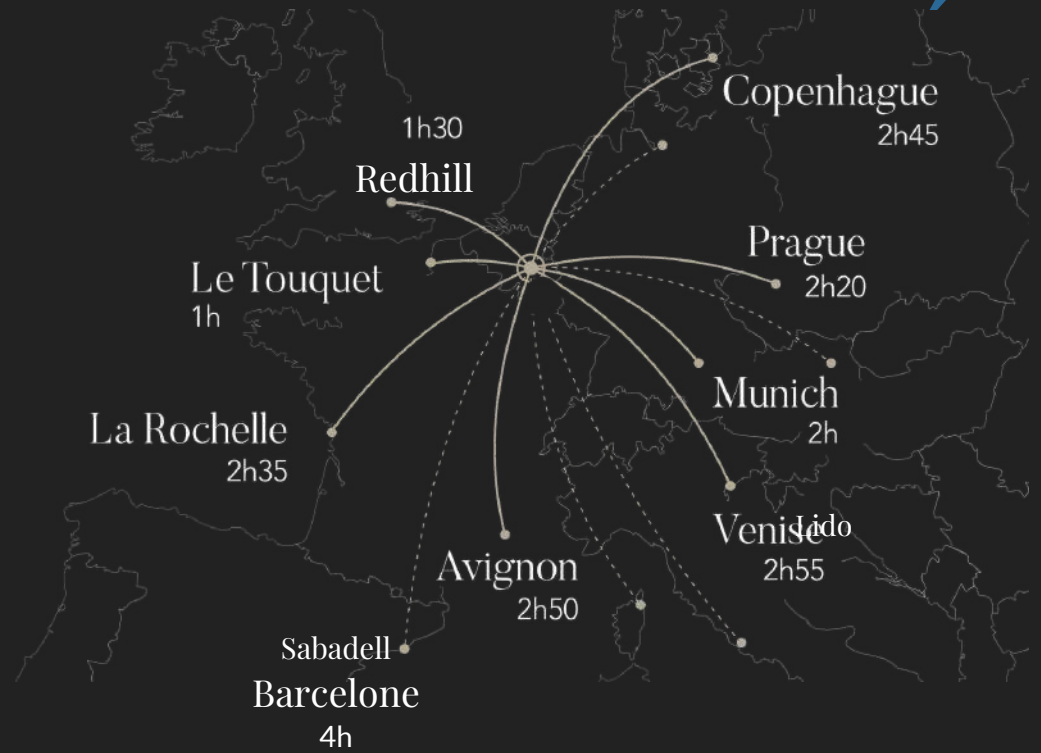 Copenhague
2h45
1h30
Redhill
Prague
2h20
Le Touquet
1h
Munich
2h
La Rochelle
2h35
Venise Lido
2h55
Avignon
2h50
Sabadell
Barcelone
4h